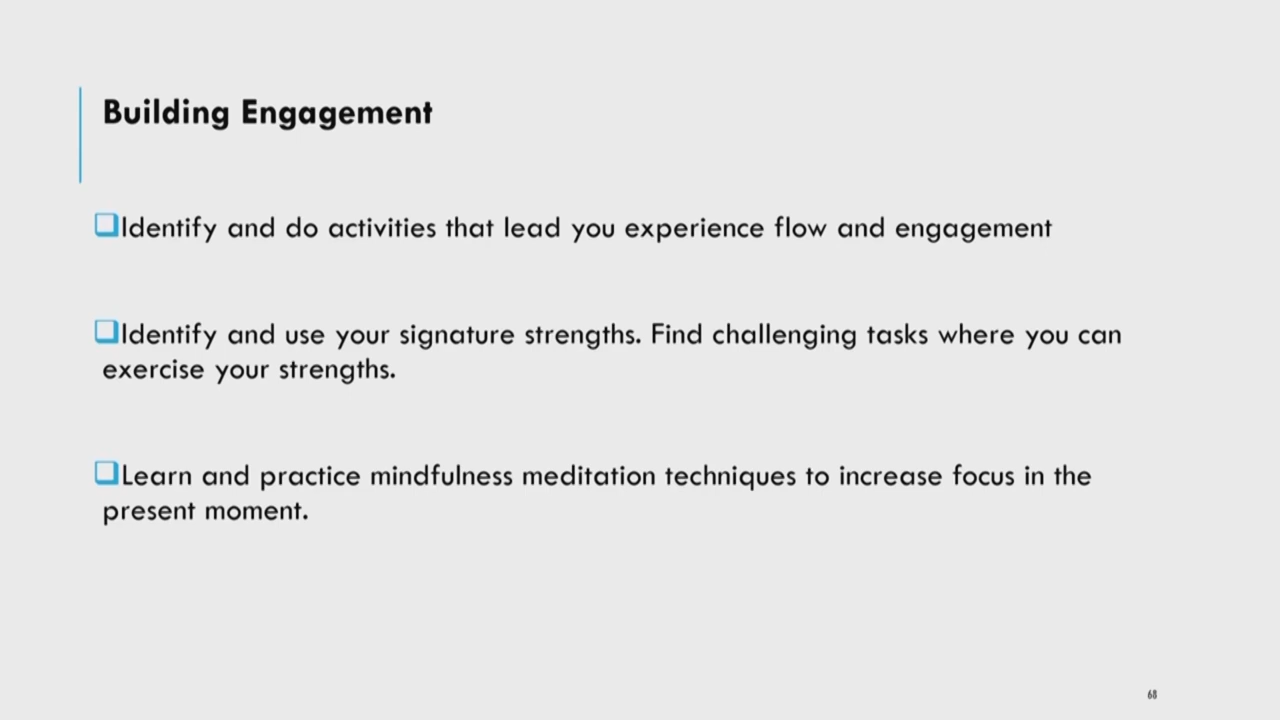 Building Engagement
Identify and do activities that lead you experience flow and engagement
Identify and use your signature strengths. Find challenging tasks where you can
exercise your strengths.
Learn and practice mindfulness meditation techniques to increase focus in the
present moment.
68